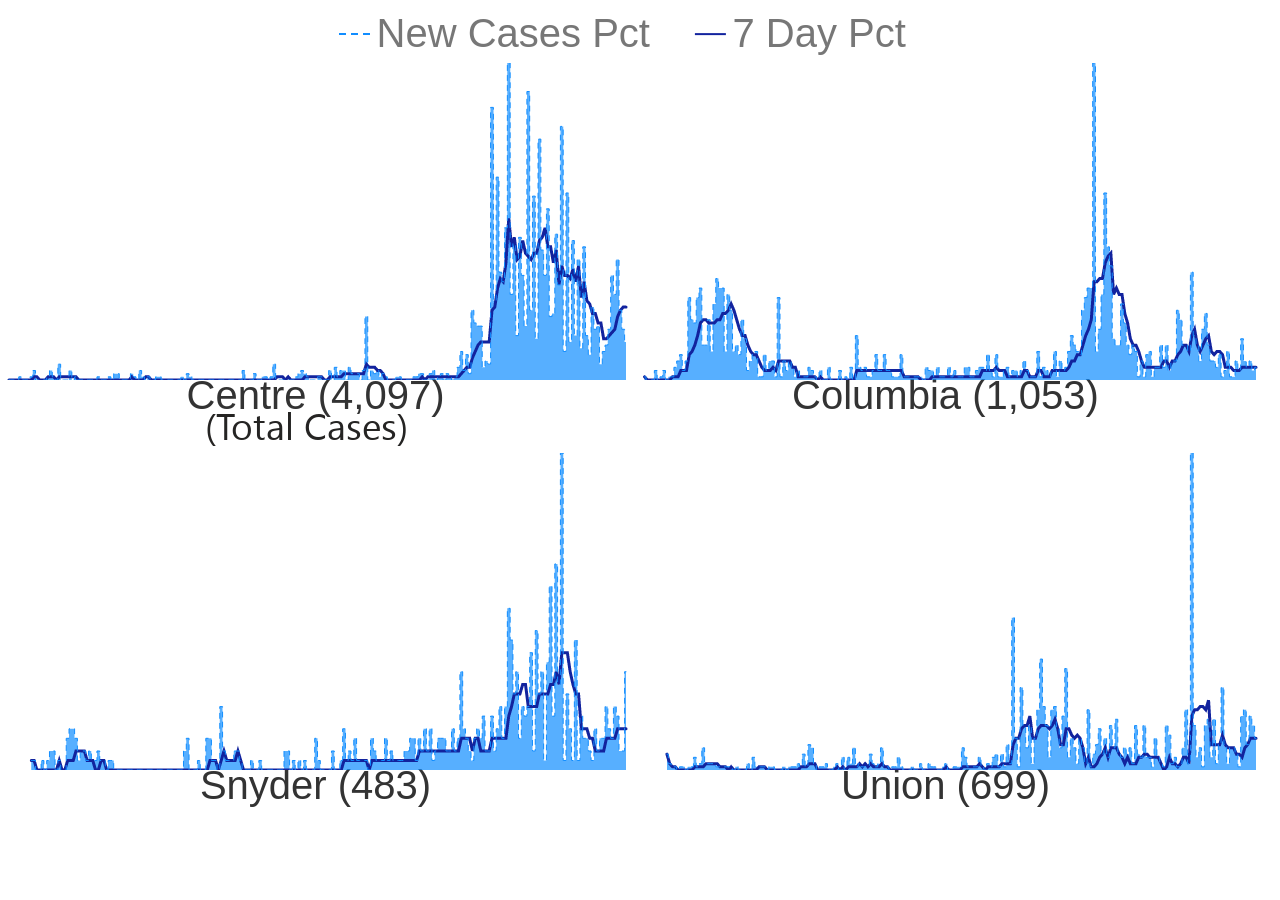 New Cases Pct 7 Day Pct
Centre (4,097) Columbia (1,053)
(Total Cases)
Snyder (483) Union (699)